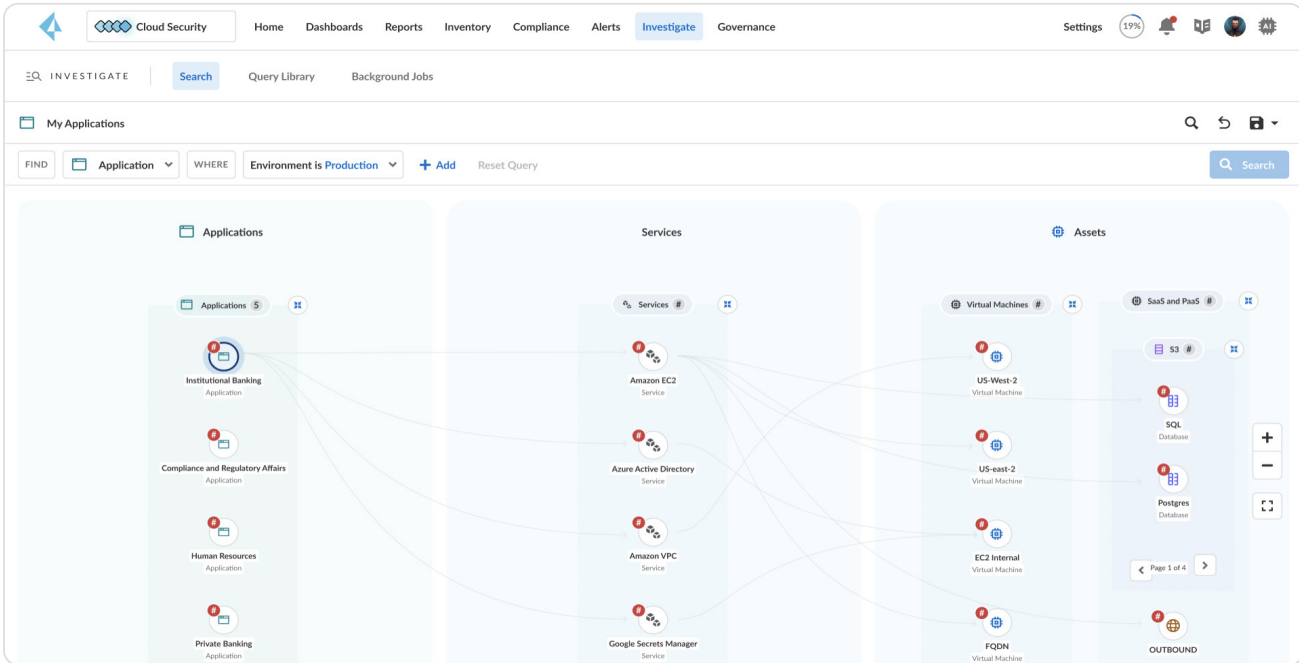 Cloud Security Home Dashboards Reports Inventory Compliance Alerts Investigate Governance Settings 19% AI
INVESTIGATE Search Query Library Background Jobs
My Applications
FIND Application WHERE Environment is Production + Add Reset Query Search
Applications Services Assets
Applications 5 Services # Virtual Machines # SaaS and PaaS #
S3 #
# # #
Institutional Banking Amazon EC2 US-West-2
Application Service Virtual Machine
#
SQL
Database
# # #
Compliance and Regulatory Affairs Azure Active Directory US-east-2
Application Service Virtual Machine
#
Postgres
Database
# # #
Human Resources Amazon VPC EC2 Internal
Application Service Virtual Machine
Page 1 of 4
# # # #
Private Banking Google Secrets Manager FQDN OUTBOUND
Application Service Virtual Machine